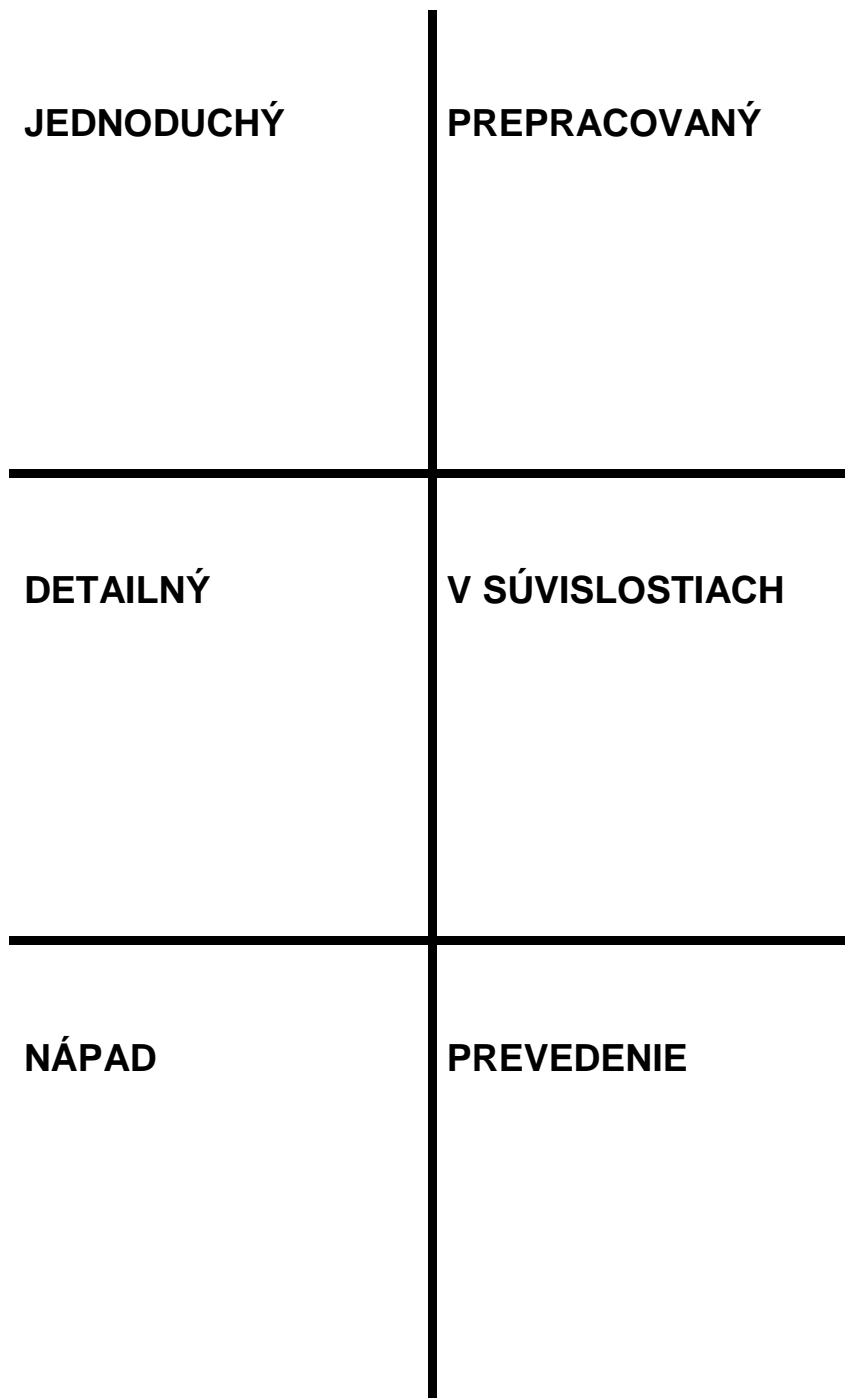 JEDNODUCHÝ
PREPRACOVANÝ
DETAILNÝ
V SÚVISLOSTIACH
NÁPAD
PREVEDENIE